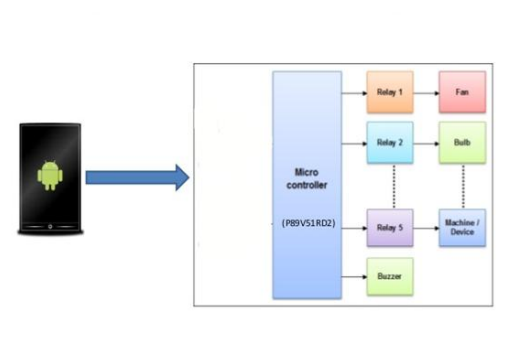 Relay 1
Fan
Relay 2
Bulb
Micro
controller
(P89V51RD2)
Relay 5
Machine /
Device
Buzzer